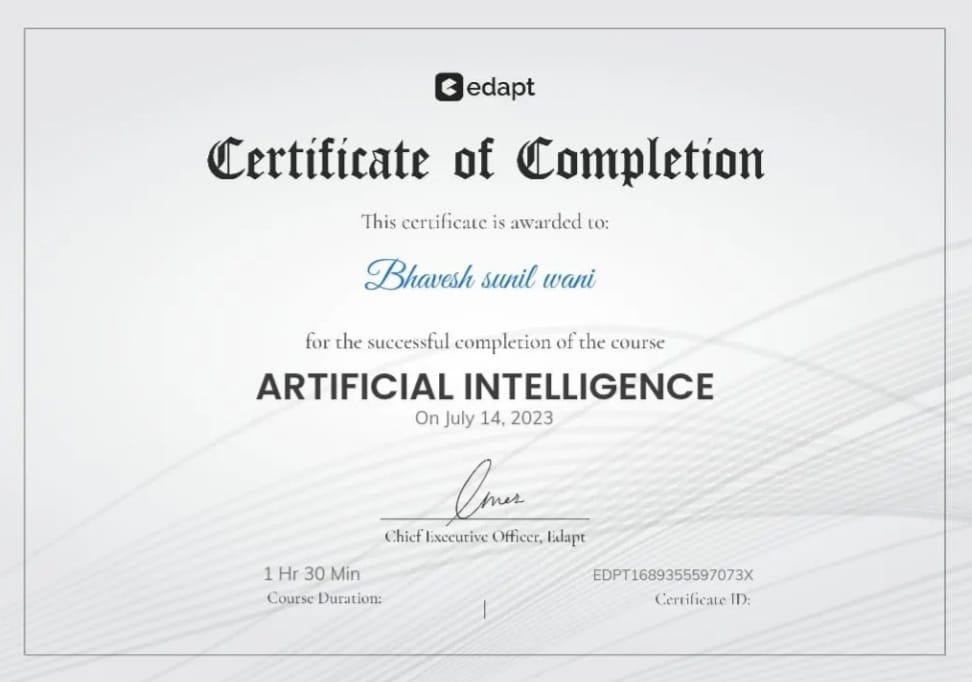 edapt
Certificate of Completion
This certificate is awarded to:
Bhavesh sunil wani
for the successful completion of the course
ARTIFICIAL INTELLIGENCE
On July 14, 2023
Omer
Chief Executive Officer, Edapt
1 Hr 30 Min
EDPT1689355597073X
Course Duration:
Certificate ID: